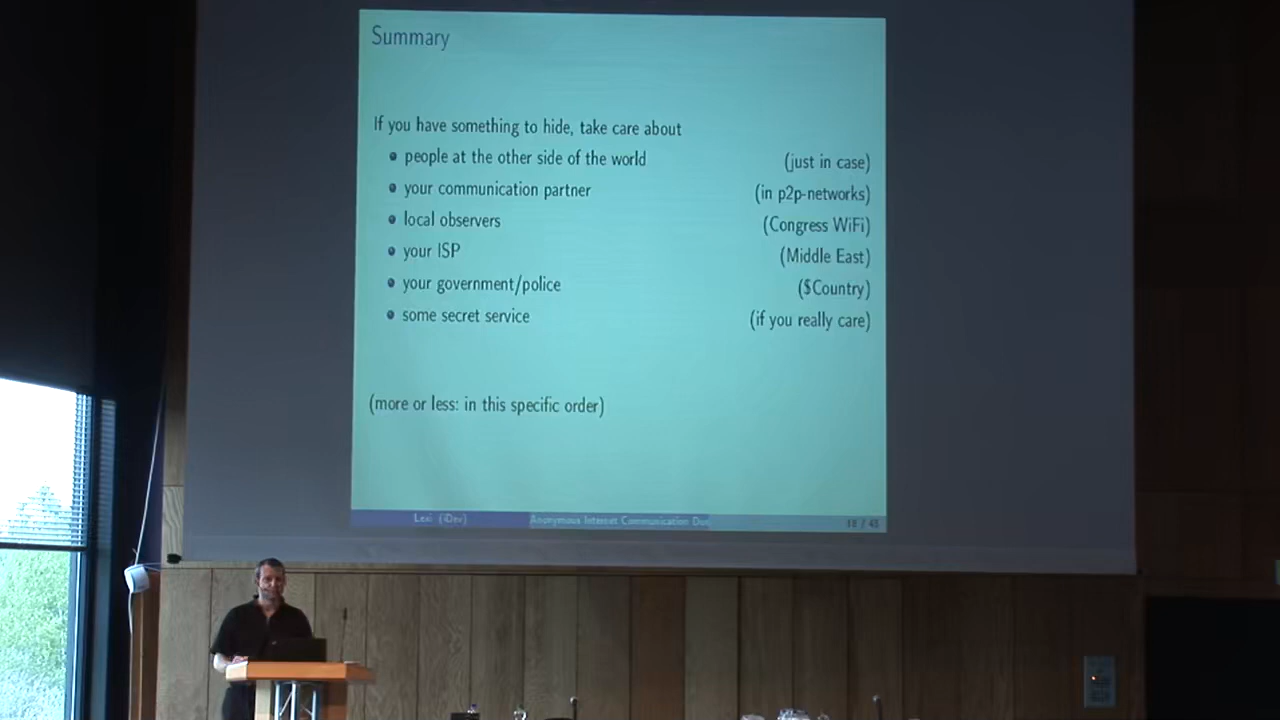 Summary
If you have something to hide, take care about
people at the other side of the world (just in case)
your communication partner (in p2p-networks)
local observers (Congress WiFi)
your ISP (Middle East)
your government/police ($Country)
some secret service (if you really care)
(more or less: in this specific order)
Anonymous Internet Communication